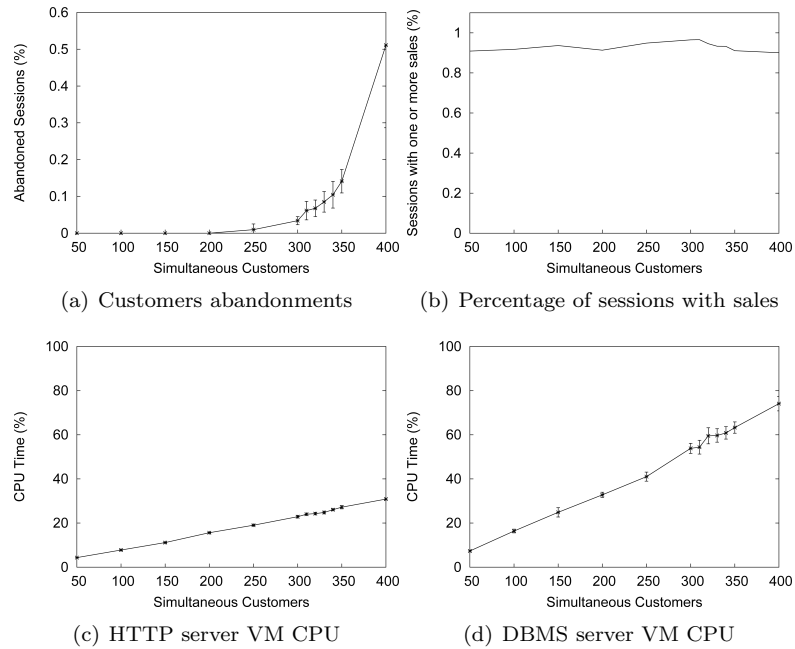 0.6
0.5
0.4
0.3
0.2
0.1
0
Abandoned Sessions (%)
50 100 150 200 250 300 350 400
Simultaneous Customers
(a) Customers abandonments
1
0.8
0.6
0.4
0.2
0
Sessions with one or more sales (%)
50 100 150 200 250 300 350 400
Simultaneous Customers
(b) Percentage of sessions with sales
100
80
60
40
20
0
CPU Time (%)
50 100 150 200 250 300 350 400
Simultaneous Customers
(c) HTTP server VM CPU
100
80
60
40
20
0
CPU Time (%)
50 100 150 200 250 300 350 400
Simultaneous Customers
(d) DBMS server VM CPU